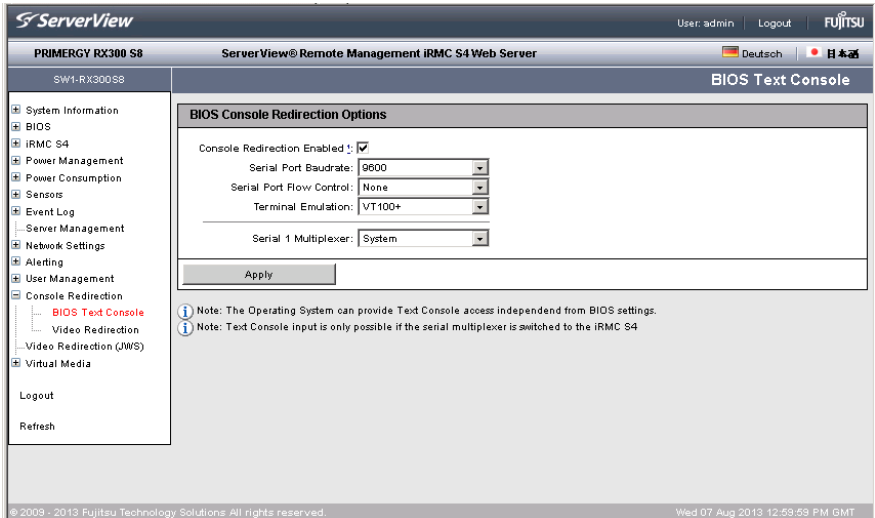 ServerView
User: admin Logout FUJITSU
PRIMERGY RX300 S8 ServerView® Remote Management iRMC S4 Web Server Deutsch 日本語
SW1-RX300S8 BIOS Text Console
System Information
BIOS
iRMC S4
Power Management
Power Consumption
Sensors
Event Log
Server Management
Network Settings
Alerting
User Management
Console Redirection
BIOS Text Console
Video Redirection
Video Redirection (JWS)
Virtual Media
Logout
Refresh
BIOS Console Redirection Options
Console Redirection Enabled !:
Serial Port Baudrate: 9600
Serial Port Flow Control: None
Terminal Emulation: VT100+
Serial 1 Multiplexer: System
Apply
Note: The Operating System can provide Text Console access independend from BIOS settings.
Note: Text Console input is only possible if the serial multiplexer is switched to the iRMC S4
© 2009 - 2013 Fujitsu Technology Solutions All rights reserved. Wed 07 Aug 2013 12:59:59 PM GMT